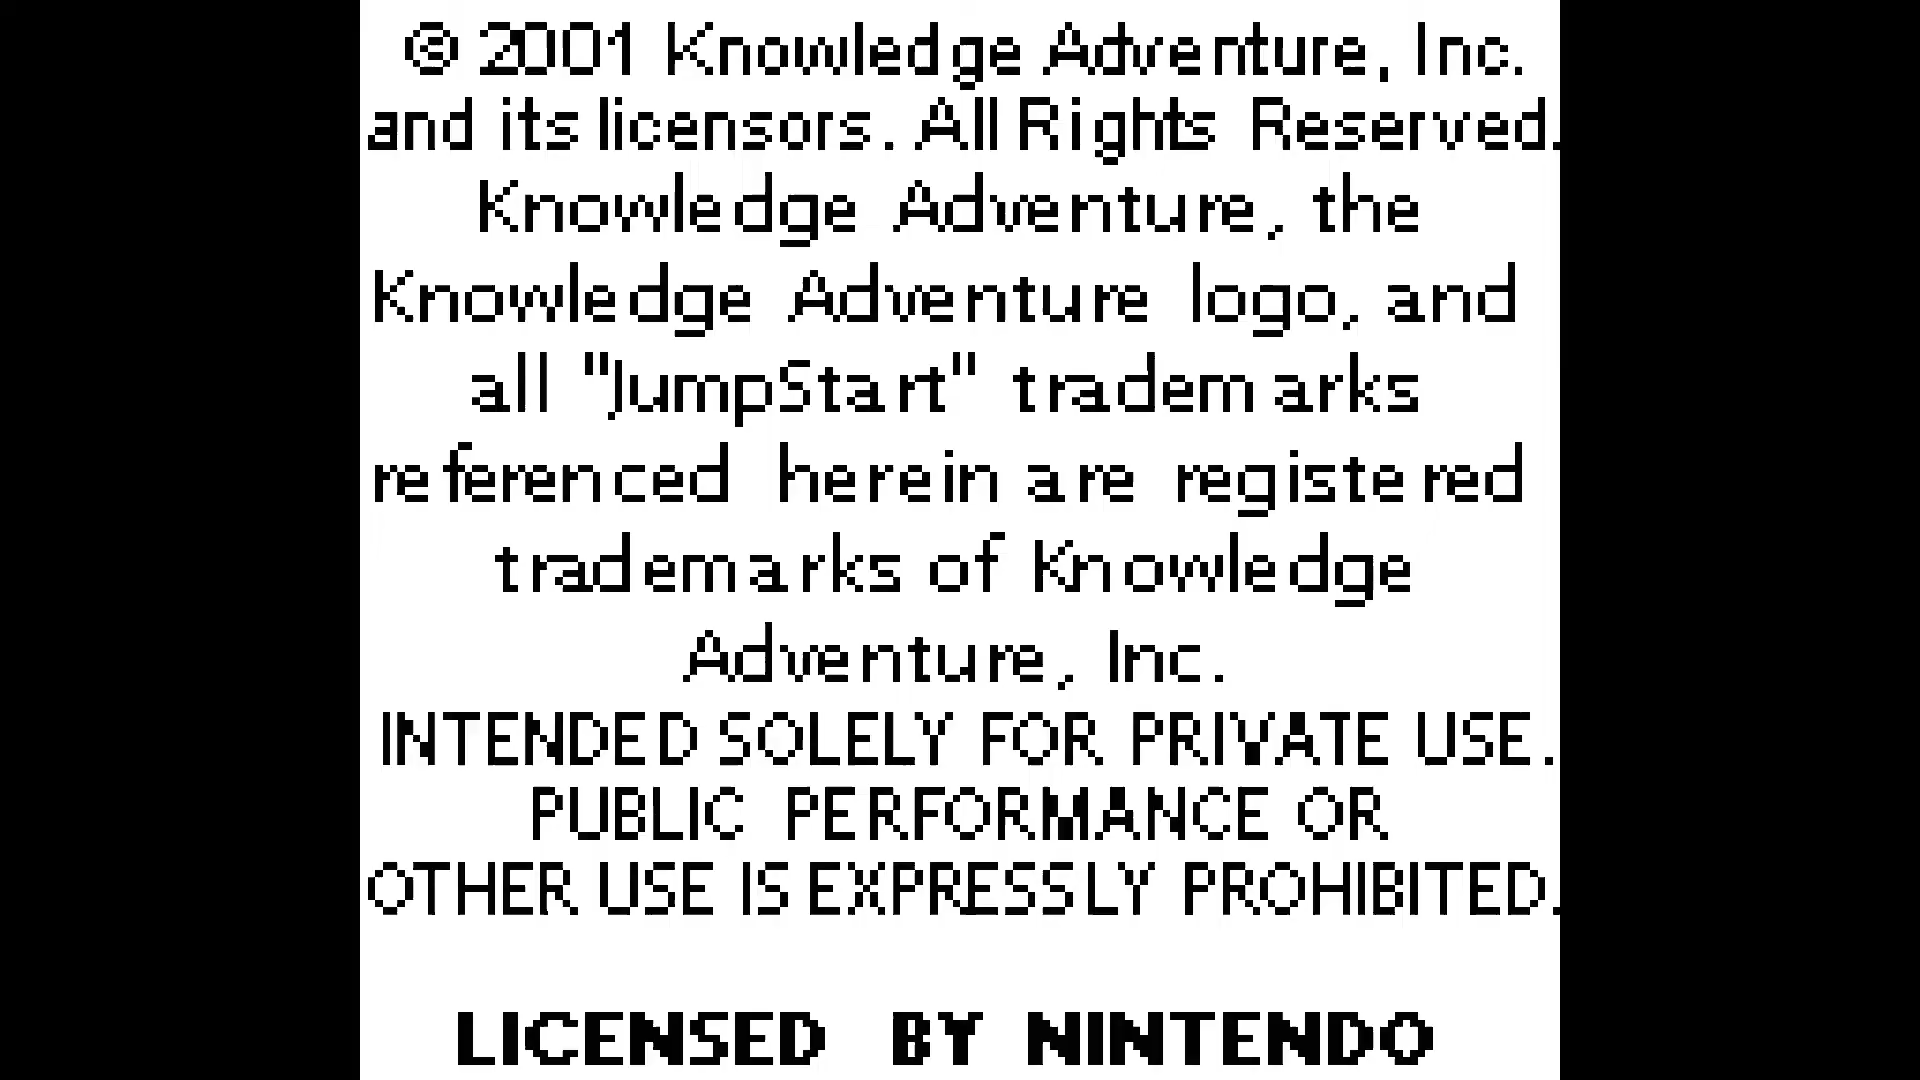 © 2001 Knowledge Adventure, Inc.
and its licensors. All Rights Reserved.
Knowledge Adventure, the
Knowledge Adventure logo, and
all "JumpStart" trademarks
referenced herein are registered
trademarks of Knowledge
Adventure, Inc.
INTENDED SOLELY FOR PRIVATE USE.
PUBLIC PERFORMANCE OR
OTHER USE IS EXPRESSLY PROHIBITED.
LICENSED BY NINTENDO